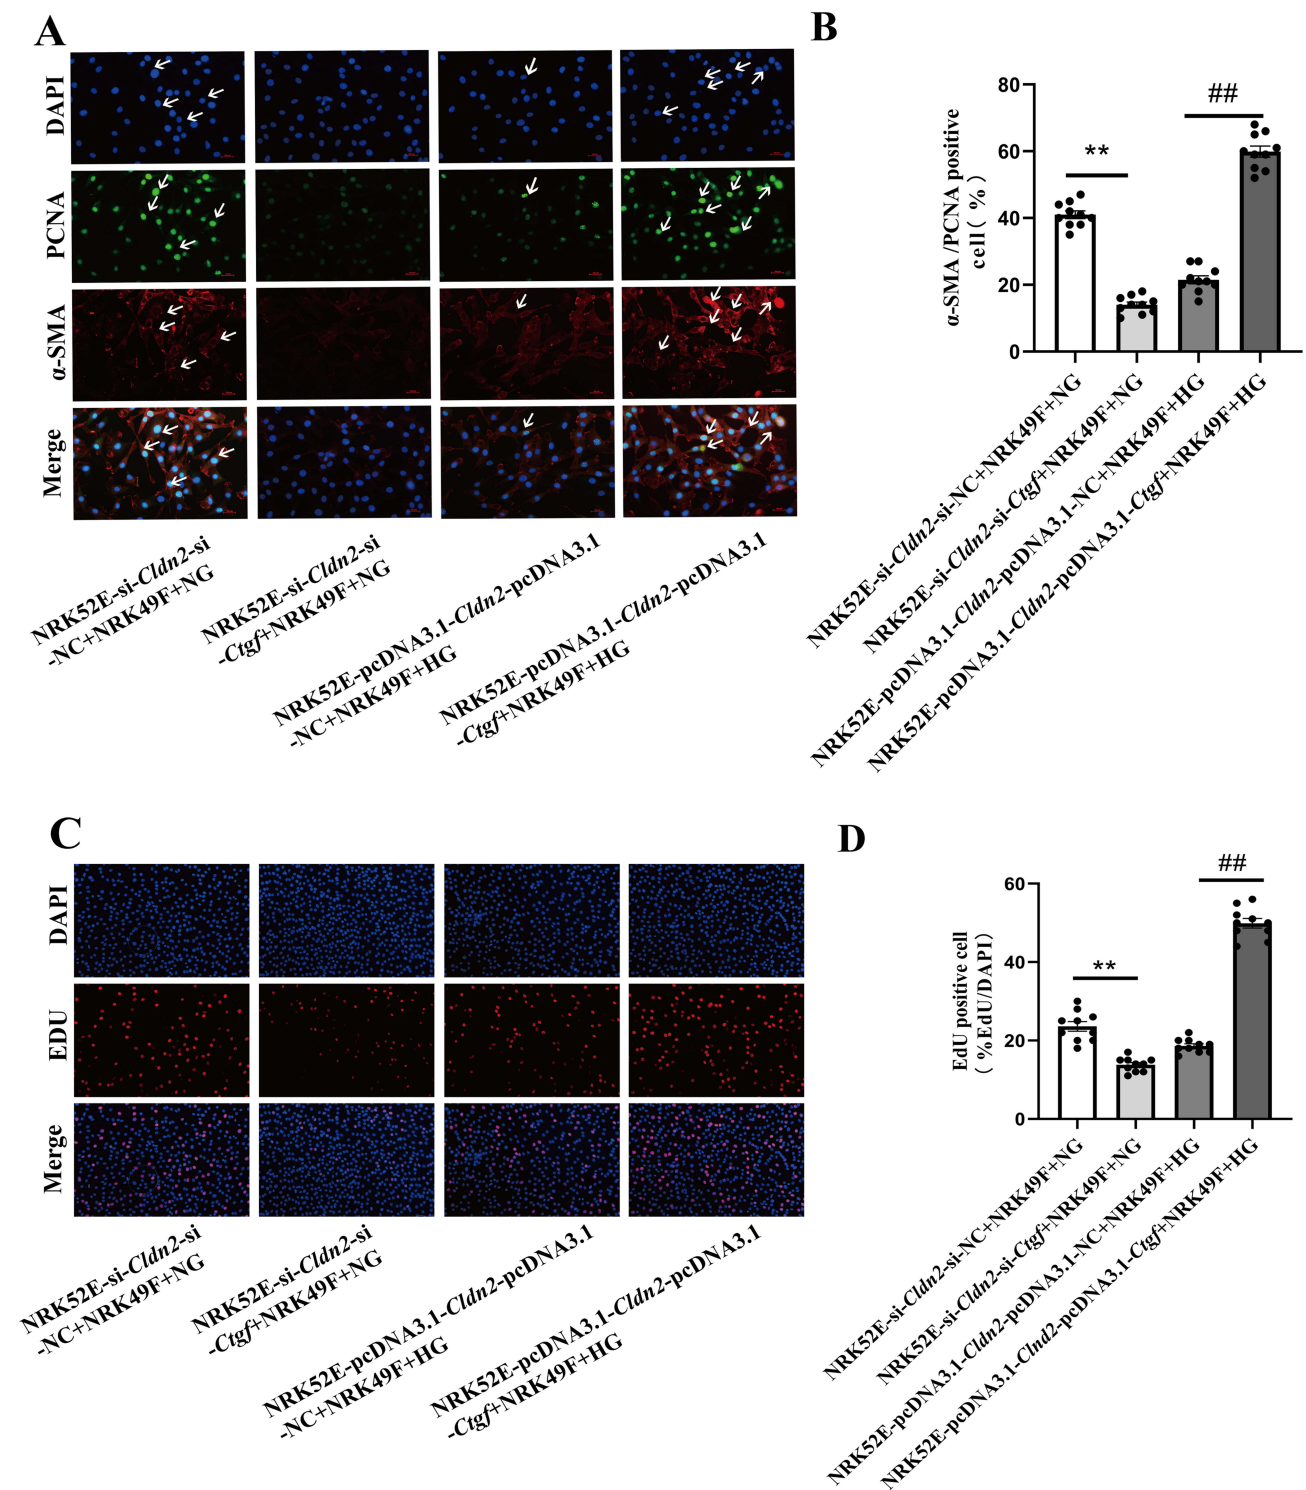 A
DAPI
PCNA
α-SMA
Merge
NRK52E-si-Cldn2-si
-NC+NRK49F+NG
NRK52E-si-Cldn2-si
-Ctgf+NRK49F+NG
NRK52E-pcDNA3.1-Cldn2-pcDNA3.1
-NC+NRK49F+HG
NRK52E-pcDNA3.1-Cldn2-pcDNA3.1
-Ctgf+NRK49F+HG
B
α-SMA /PCNA positive
cell( % )
80
60
40
20
0
**
##
NRK52E-si-Cldn2-si-NC+NRK49F+NG
NRK52E-si-Cldn2-si-Ctgf+NRK49F+NG
NRK52E-pcDNA3.1-Cldn2-pcDNA3.1-NC+NRK49F+HG
NRK52E-pcDNA3.1-Cldn2-pcDNA3.1-Ctgf+NRK49F+HG
C
DAPI
EDU
Merge
NRK52E-si-Cldn2-si
-NC+NRK49F+NG
NRK52E-si-Cldn2-si
-Ctgf+NRK49F+NG
NRK52E-pcDNA3.1-Cldn2-pcDNA3.1
-NC+NRK49F+HG
NRK52E-pcDNA3.1-Cldn2-pcDNA3.1
-Ctgf+NRK49F+HG
D
EdU positive cell
( %EdU/DAPI)
60
40
20
0
**
##
NRK52E-si-Cldn2-si-NC+NRK49F+NG
NRK52E-si-Cldn2-si-Ctgf+NRK49F+NG
NRK52E-pcDNA3.1-Cldn2-pcDNA3.1-NC+NRK49F+HG
NRK52E-pcDNA3.1-Clnd2-pcDNA3.1-Ctgf+NRK49F+HG